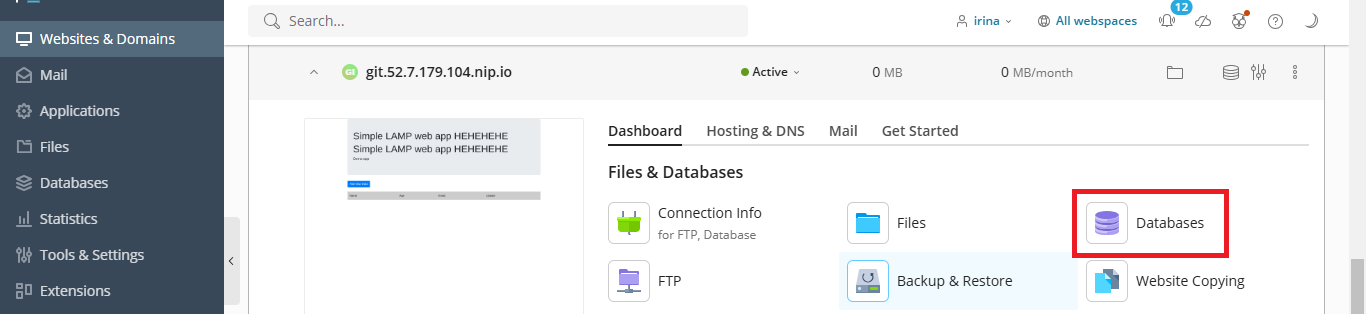 Search...
12
irina
All webspaces
Websites & Domains
Mail
Applications
Files
Databases
Statistics
Tools & Settings
Extensions
GI
git.52.7.179.104.nip.io
Active
0 MB
0 MB/month
Simple LAMP web app HEHEHEHE
Simple LAMP web app HEHEHEHE
Dashboard
Hosting & DNS
Mail
Get Started
Files & Databases
Connection Info
for FTP, Database
Files
Databases
FTP
Backup & Restore
Website Copying